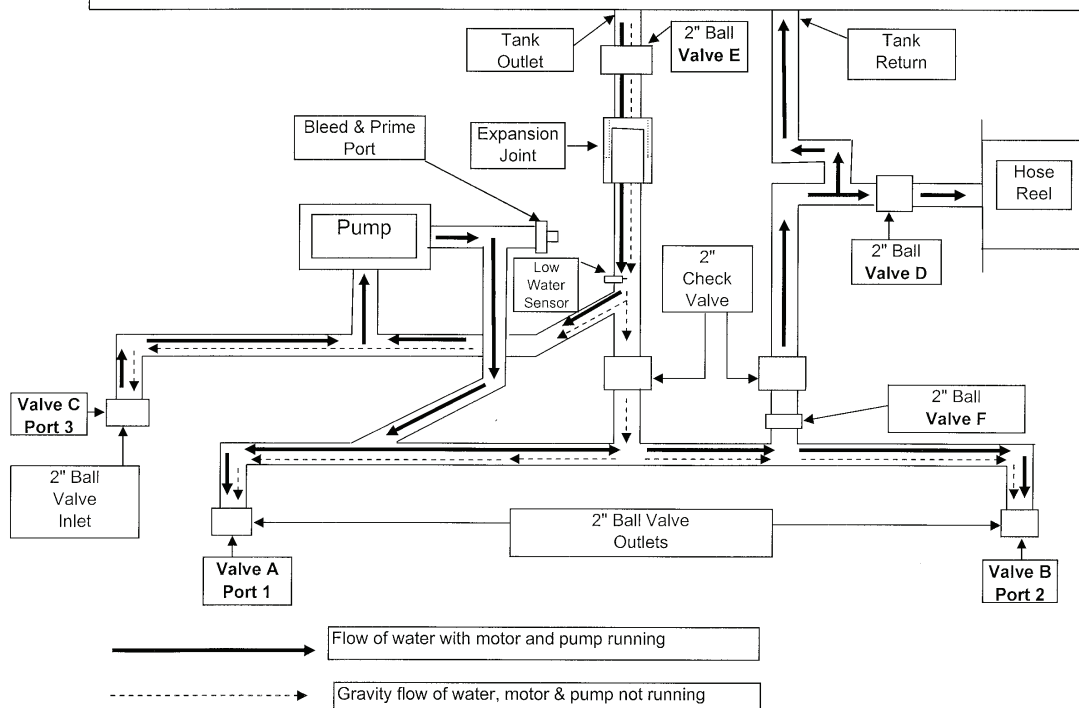 Tank
Outlet
2" Ball
Valve E
Tank
Return
Bleed & Prime
Port
Expansion
Joint
Hose
Reel
Pump
2" Ball
Valve D
Low
Water
Sensor
2"
Check
Valve
Valve C
Port 3
2" Ball
Valve F
2" Ball
Valve
Inlet
2" Ball Valve
Outlets
Valve A
Port 1
Valve B
Port 2
Flow of water with motor and pump running
Gravity flow of water, motor & pump not running